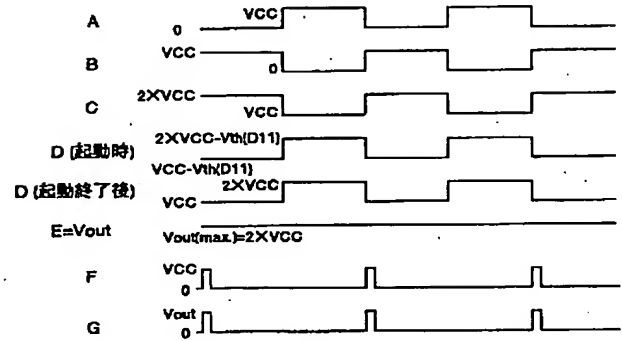 A VCC
0
B VCC
0
C 2XVCC
VCC
D (起動時) 2XVCC-Vth(D11)
VCC-Vth(D11)
D (起動終了後) 2XVCC
VCC
E=Vout Vout(max.)=2XVCC
F VCC
0
G Vout
0